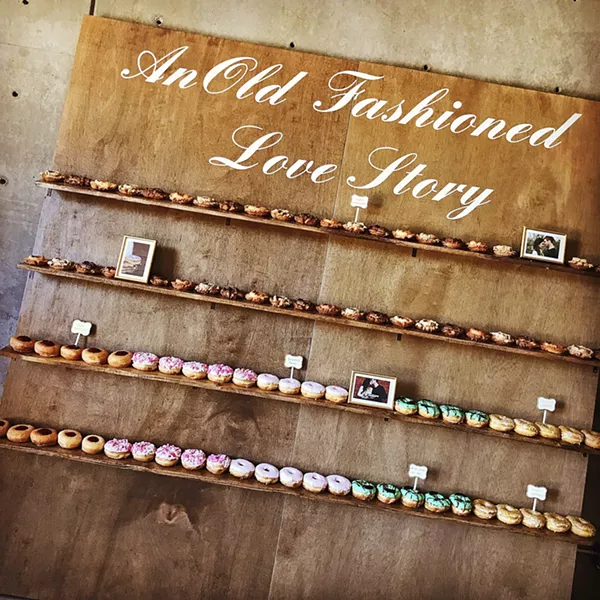 An Old Fashioned
Love Story